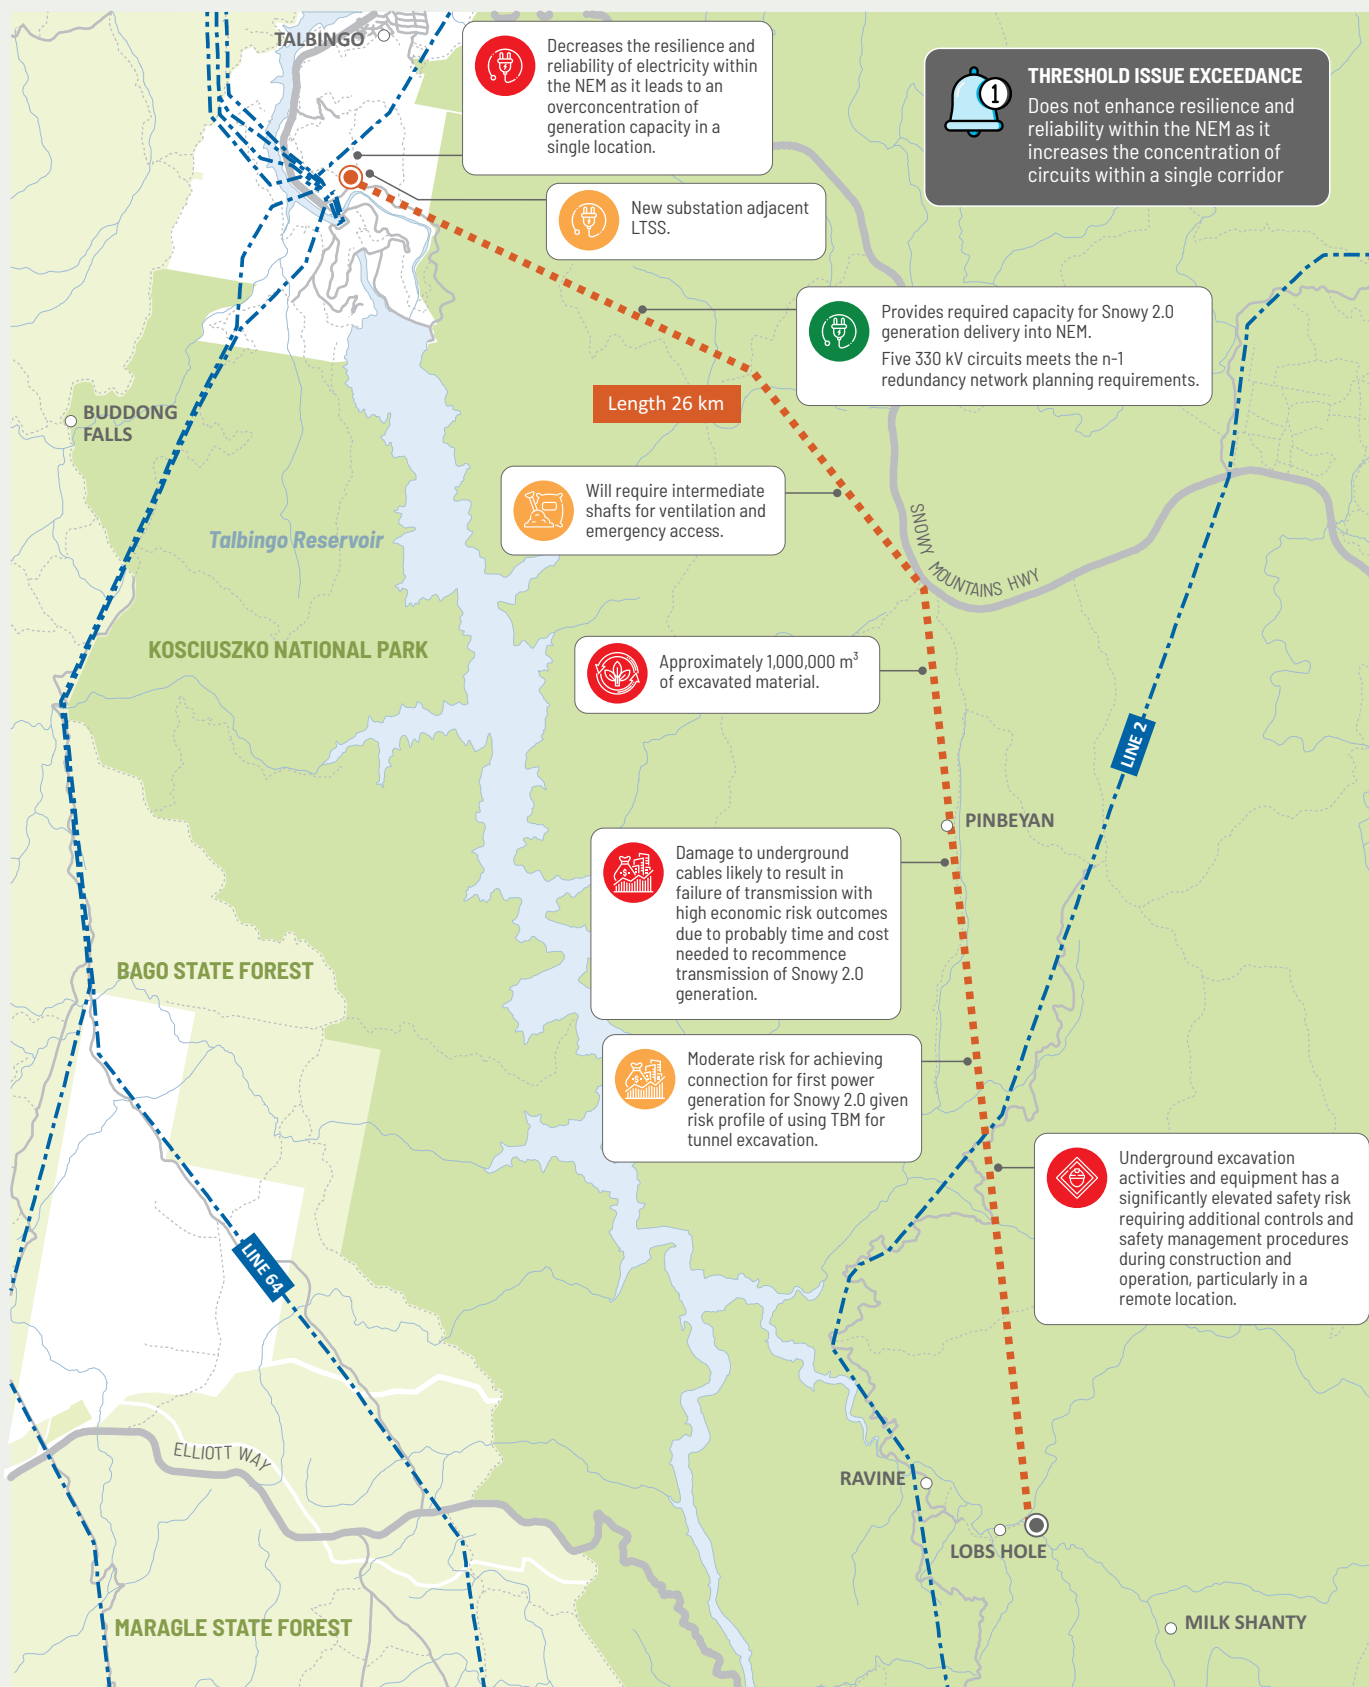 TALBINGO
Decreases the resilience and
reliability of electricity within
the NEM as it leads to an
overconcentration of
generation capacity in a
single location.
1
THRESHOLD ISSUE EXCEEDANCE
Does not enhance resilience and
reliability within the NEM as it
increases the concentration of
circuits within a single corridor
New substation adjacent
LTSS.
Provides required capacity for Snowy 2.0
generation delivery into NEM.
Five 330 kV circuits meets the n-1
redundancy network planning requirements.
Length 26 km
BUDDONG
FALLS
Will require intermediate
shafts for ventilation and
emergency access.
Talbingo Reservoir
SNOWY MOUNTAINS HWY
KOSCIUSZKO NATIONAL PARK
Approximately 1,000,000 m³
of excavated material.
LINE 2
PINBEYAN
Damage to underground
cables likely to result in
failure of transmission with
high economic risk outcomes
due to probably time and cost
needed to recommence
transmission of Snowy 2.0
generation.
BAGO STATE FOREST
Moderate risk for achieving
connection for first power
generation for Snowy 2.0 given
risk profile of using TBM for
tunnel excavation.
Underground excavation
activities and equipment has a
significantly elevated safety risk
requiring additional controls and
safety management procedures
during construction and
operation, particularly in a
remote location.
LINE 64
ELLIOTT WAY
RAVINE
LOBS HOLE
MARAGLE STATE FOREST
MILK SHANTY